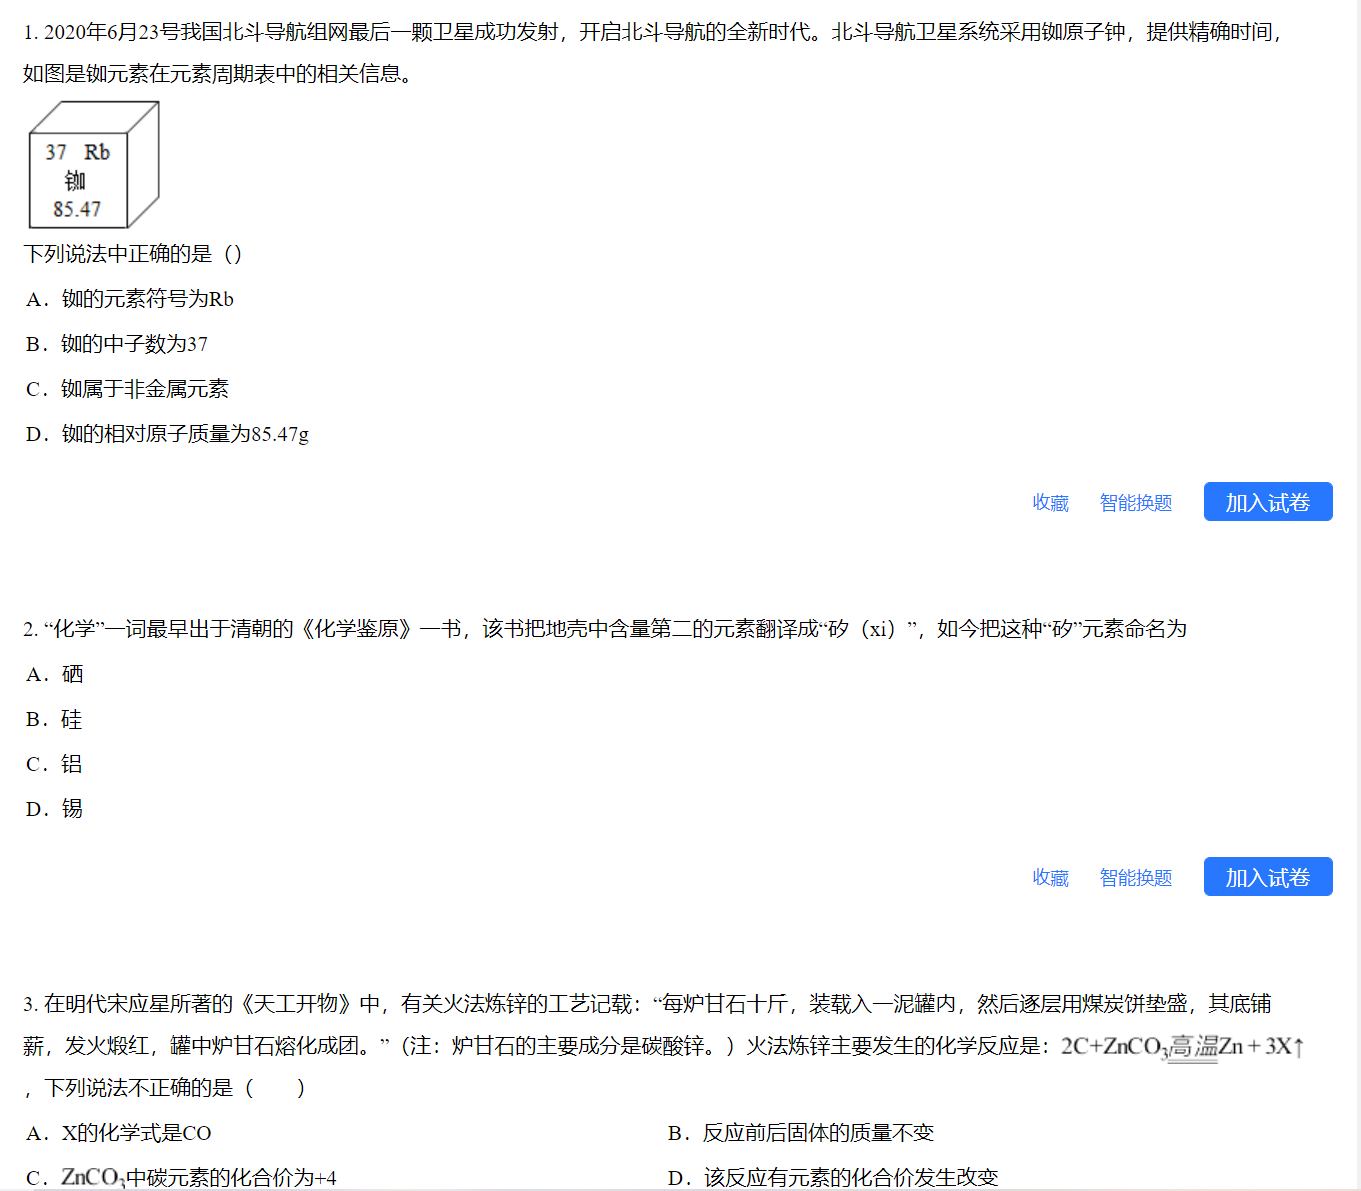 1. 2020年6月23号我国北斗导航组网最后一颗卫星成功发射，开启北斗导航的全新时代。北斗导航卫星系统采用铷原子钟，提供精确时间，
如图是铷元素在元素周期表中的相关信息。
37 Rb
铷
85.47
下列说法中正确的是（）
A．铷的元素符号为Rb
B．铷的中子数为37
C．铷属于非金属元素
D．铷的相对原子质量为85.47g
收藏 智能换题 加入试卷
2. “化学”一词最早出于清朝的《化学鉴原》一书，该书把地壳中含量第二的元素翻译成“矽（xi）”，如今把这种“矽”元素命名为
A．硒
B．硅
C．铝
D．锡
收藏 智能换题 加入试卷
3. 在明代宋应星所著的《天工开物》中，有关火法炼锌的工艺记载：“每炉甘石十斤，装载入一泥罐内，然后逐层用煤炭饼垫盛，其底铺
薪，发火煅红，罐中炉甘石熔化成团。”（注：炉甘石的主要成分是碳酸锌。）火法炼锌主要发生的化学反应是：2C+ZnCO₃高温Zn＋3X↑
，下列说法不正确的是（　　）
A．X的化学式是CO B．反应前后固体的质量不变
C．ZnCO₃中碳元素的化合价为+4 D．该反应有元素的化合价发生改变